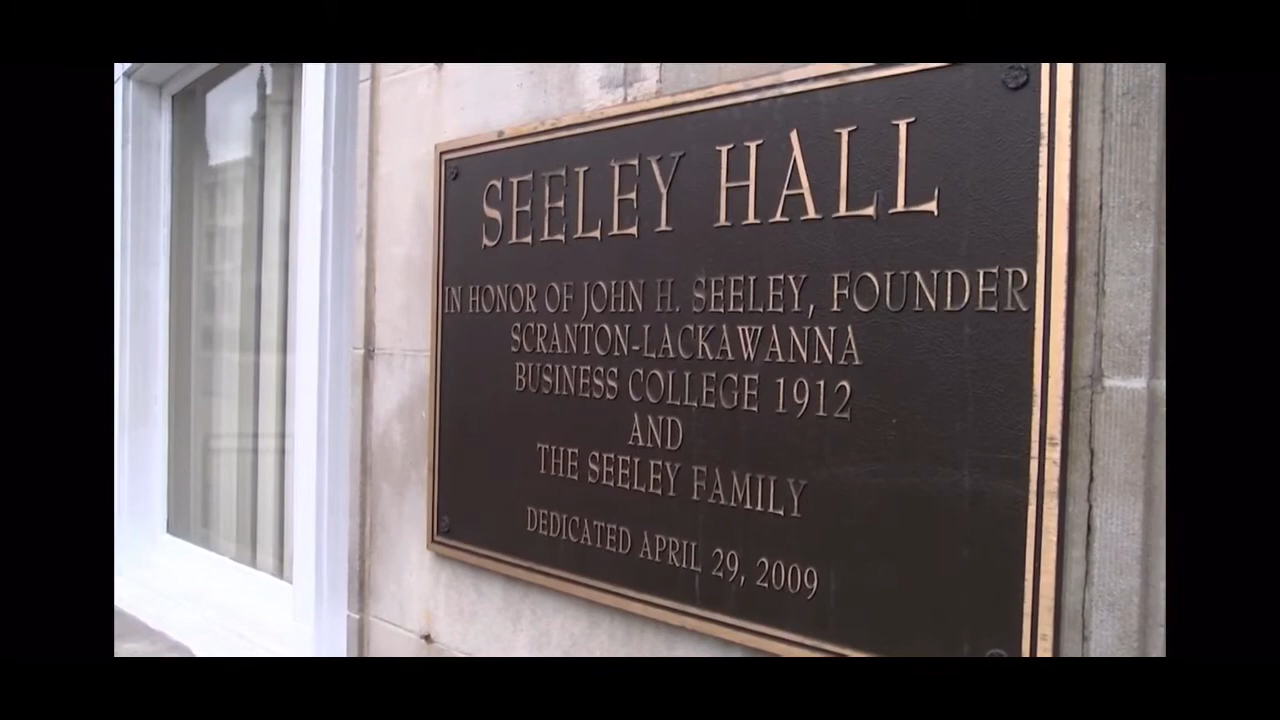 SEELEY HALL
IN HONOR OF JOHN H. SEELEY, FOUNDER
SCRANTON-LACKAWANNA
BUSINESS COLLEGE 1912
AND
THE SEELEY FAMILY
DEDICATED APRIL 29, 2009